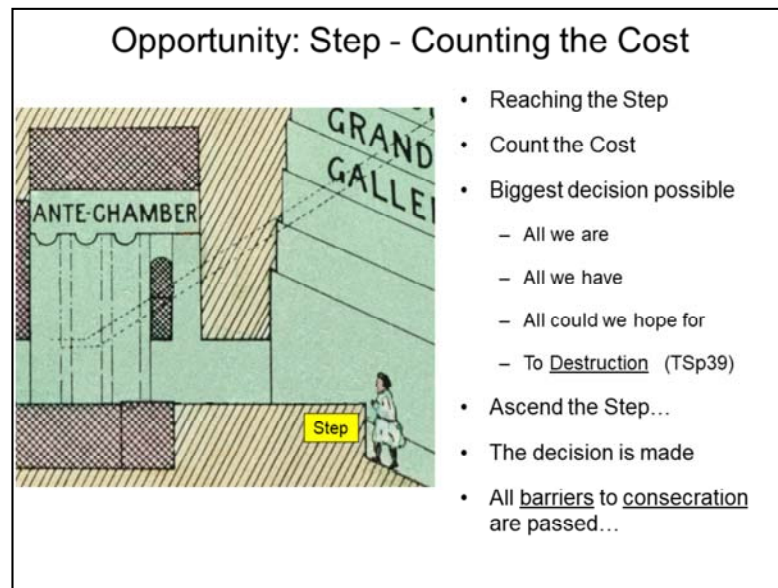 Opportunity: Step - Counting the Cost
GRAND
GALLE
ANTE-CHAMBER
Step
• Reaching the Step
• Count the Cost
• Biggest decision possible
– All we are
– All we have
– All could we hope for
– To Destruction (TSp39)
• Ascend the Step…
• The decision is made
• All barriers to consecration
are passed…